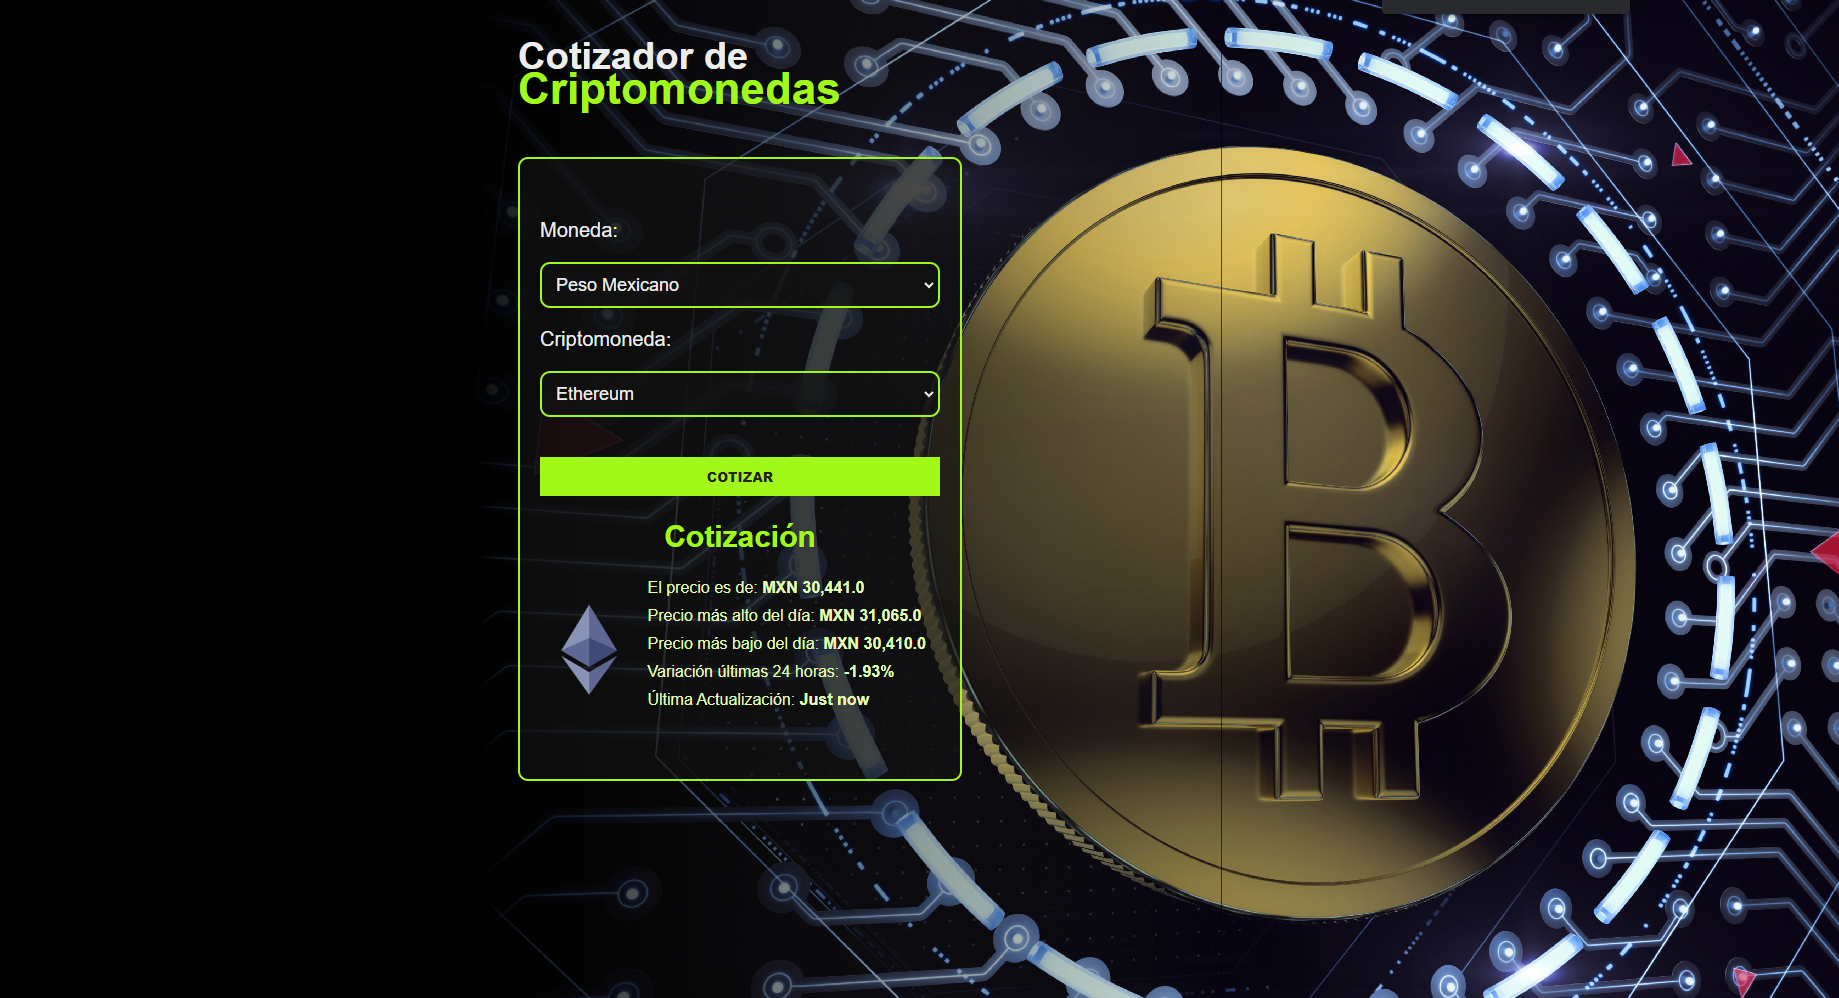 Cotizador de
Criptomonedas
Moneda:
Peso Mexicano
Criptomoneda:
Ethereum
COTIZAR
Cotización
El precio es de: MXN 30,441.0
Precio más alto del día: MXN 31,065.0
Precio más bajo del día: MXN 30,410.0
Variación últimas 24 horas: -1.93%
Última Actualización: Just now